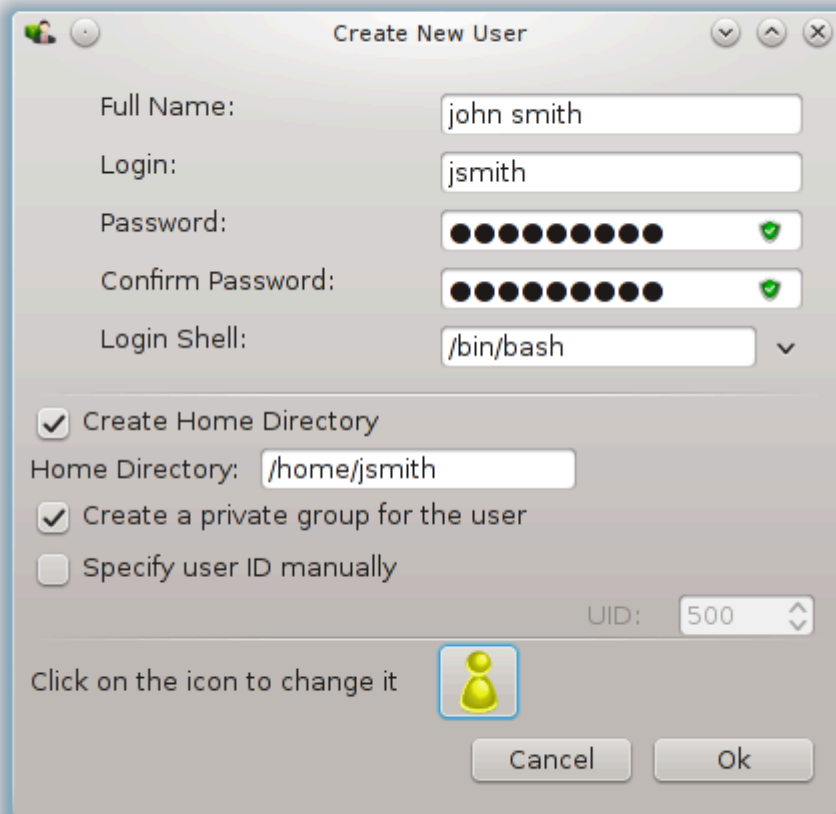 Create New User
Full Name: john smith
Login: jsmith
Password: ●●●●●●●●●
Confirm Password: ●●●●●●●●●
Login Shell: /bin/bash
Create Home Directory
Home Directory: /home/jsmith
Create a private group for the user
Specify user ID manually
UID: 500
Click on the icon to change it
Cancel Ok